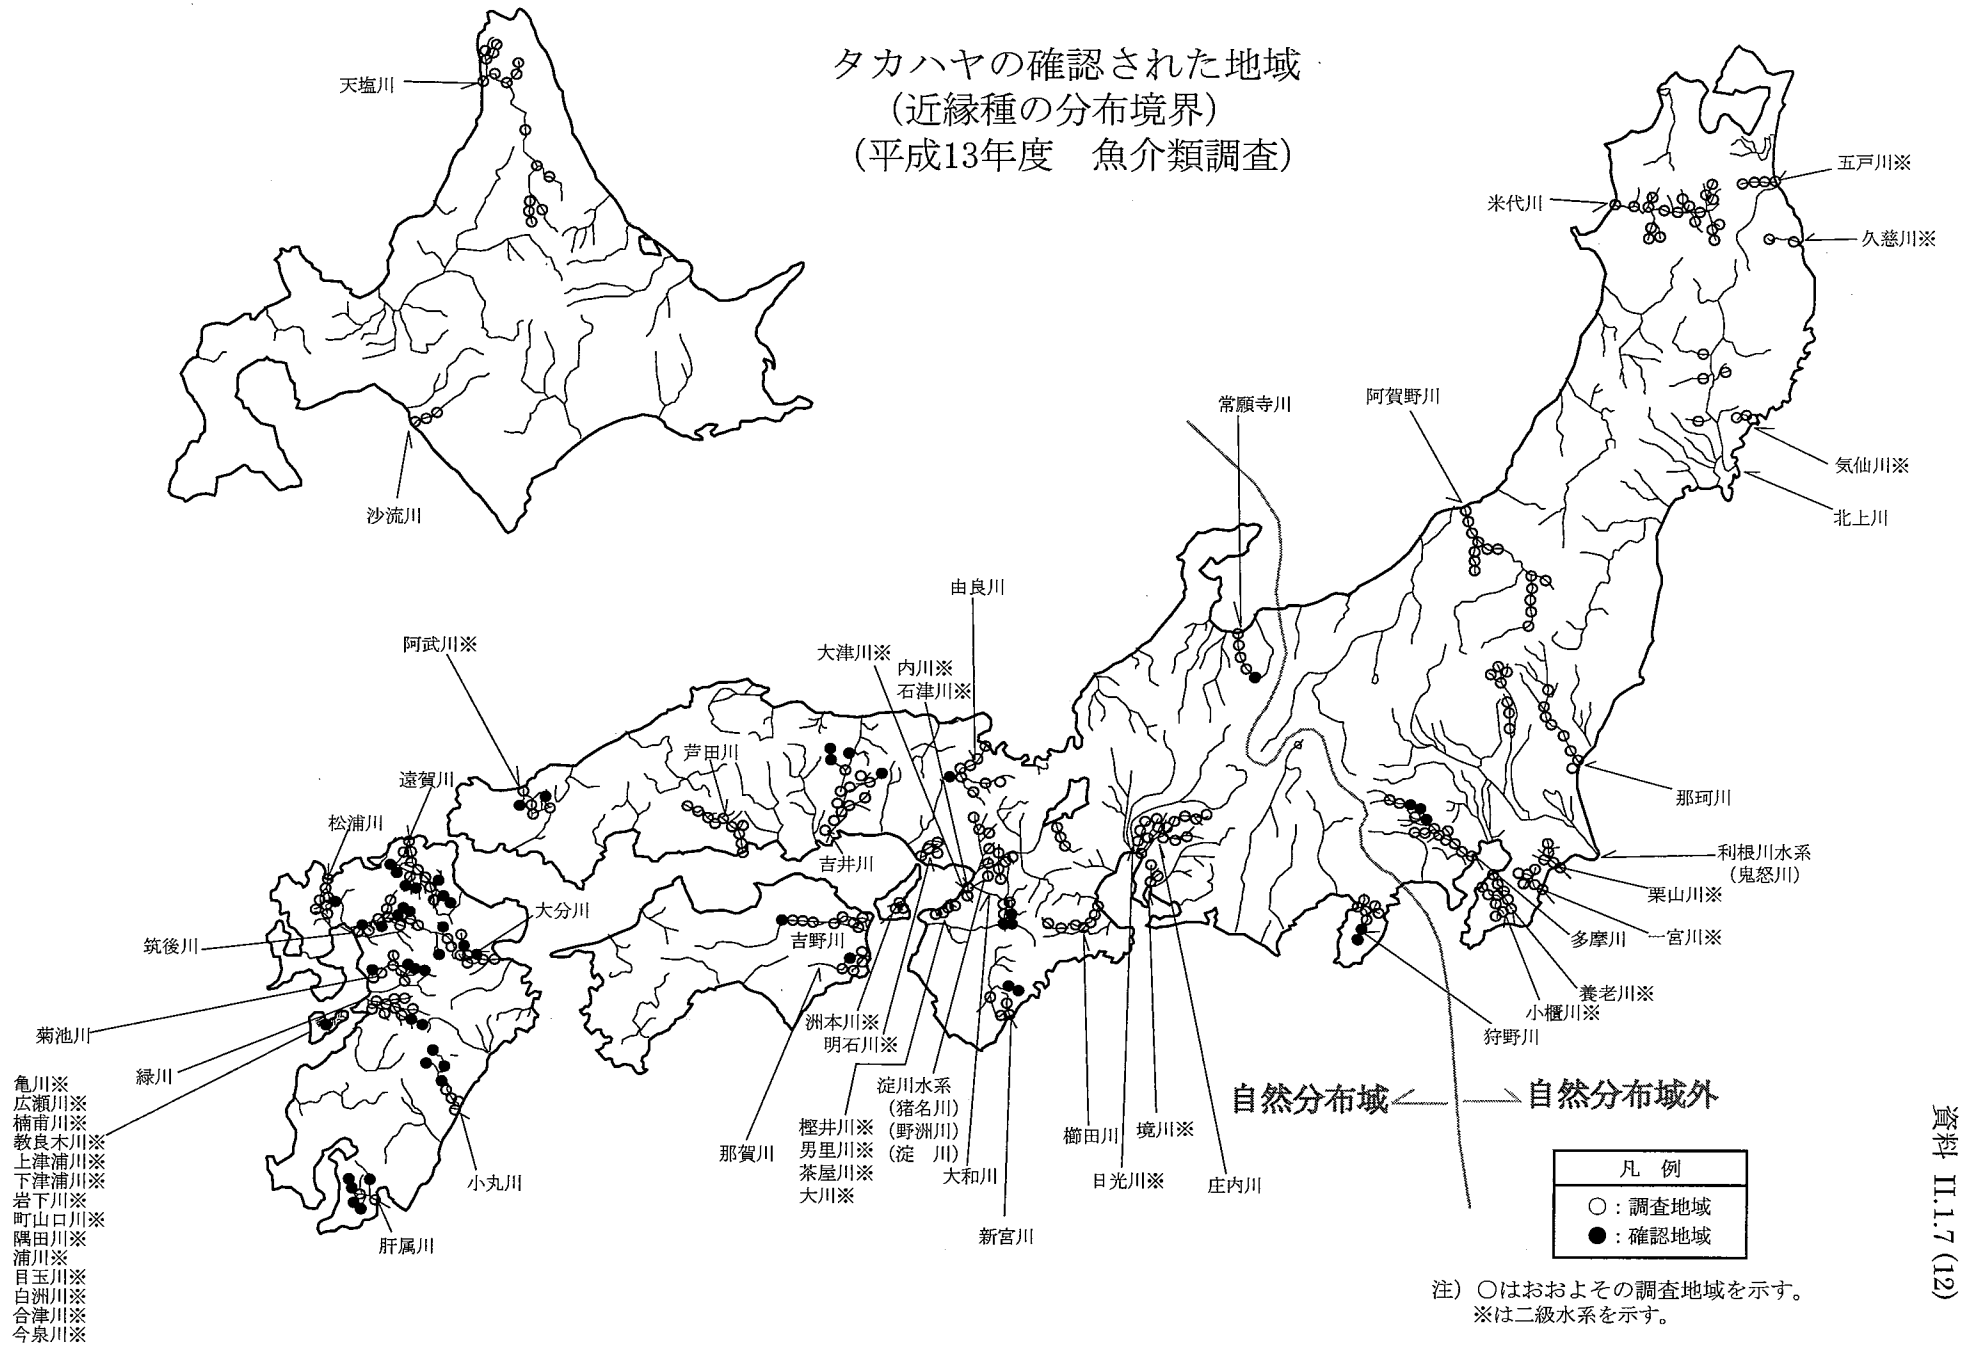 タカハヤの確認された地域
（近縁種の分布境界）
（平成13年度　魚介類調査）
天塩川
沙流川
五戸川※
米代川
久慈川※
気仙川※
北上川
阿賀野川
常願寺川
那珂川
利根川水系
（鬼怒川）
栗山川※
一宮川※
多摩川
養老川※
小櫃川※
狩野川
由良川
大津川※
内川※
石津川※
阿武川※
芦田川
吉井川
遠賀川
松浦川
大分川
筑後川
菊池川
緑川
亀川※
広瀬川※
楠甫川※
教良木川※
上津浦川※
下津浦川※
岩下川※
町山口川※
隅田川※
浦川※
目玉川※
白洲川※
合津川※
今泉川※
小丸川
肝属川
吉野川
那賀川
洲本川※
明石川※
樫井川※
男里川※
茶屋川※
大川※
淀川水系
（猪名川）
（野洲川）
（淀　川）
大和川
新宮川
櫛田川
日光川※
境川※
庄内川
自然分布域
自然分布域外
凡　例
○：調査地域
●：確認地域
注）○はおおよその調査地域を示す。
※は二級水系を示す。
資料 II.1.7 (12)